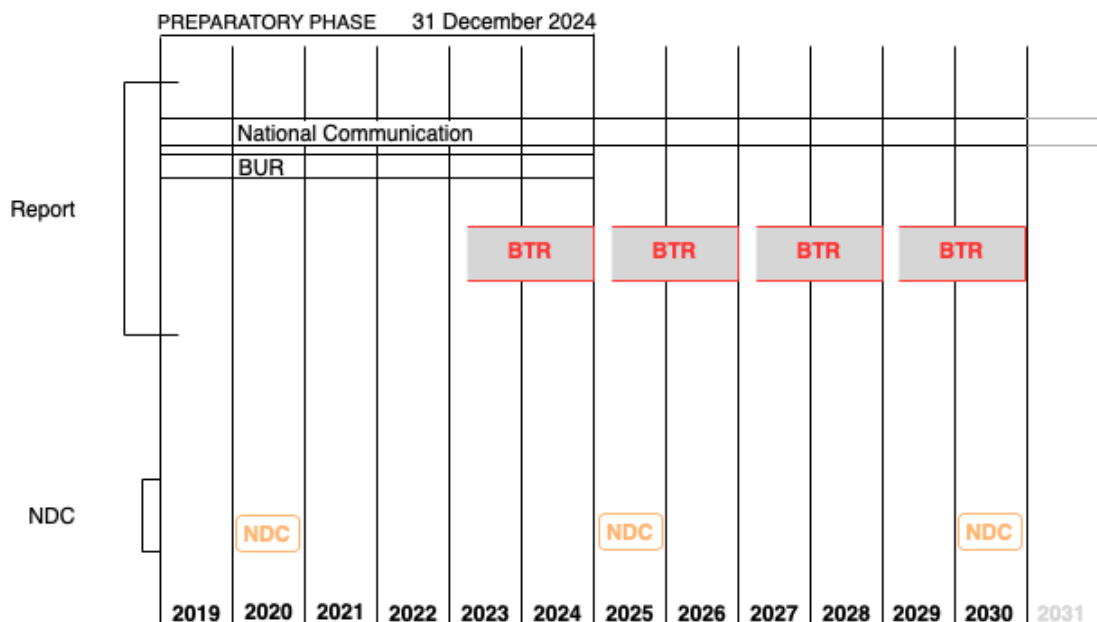 PREPARATORY PHASE 31 December 2024
National Communication
BUR
Report
BTR BTR BTR BTR
NDC
NDC NDC NDC
2019 2020 2021 2022 2023 2024 2025 2026 2027 2028 2029 2030 2031